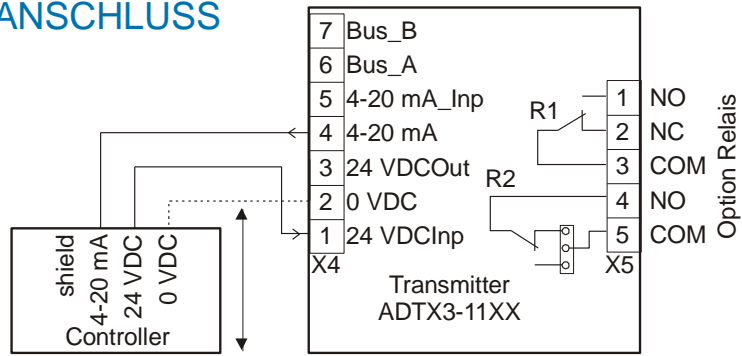 ANSCHLUSS
7 Bus_B
6 Bus_A
5 4-20 mA_Inp
4 4-20 mA
3 24 VDCOut
2 0 VDC
1 24 VDCInp
X4
R1
R2
1 NO
2 NC
3 COM
4 NO
5 COM
X5
Option Relais
Transmitter
ADTX3-11XX
shield
4-20 mA
24 VDC
0 VDC
Controller